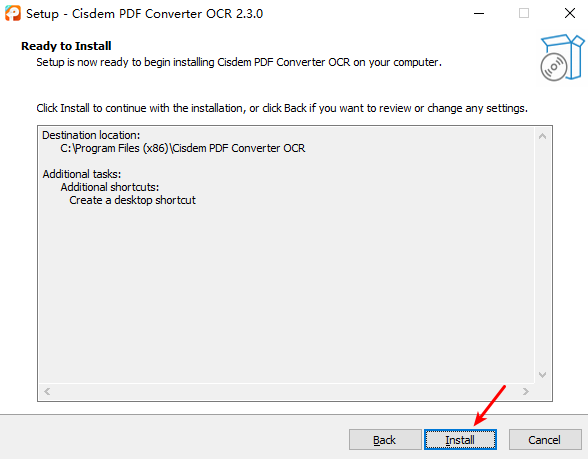 Setup - Cisdem PDF Converter OCR 2.3.0
Ready to Install
Setup is now ready to begin installing Cisdem PDF Converter OCR on your computer.
Click Install to continue with the installation, or click Back if you want to review or change any settings.
Destination location:
C:\Program Files (x86)\Cisdem PDF Converter OCR
Additional tasks:
Additional shortcuts:
Create a desktop shortcut
Back
Install
Cancel